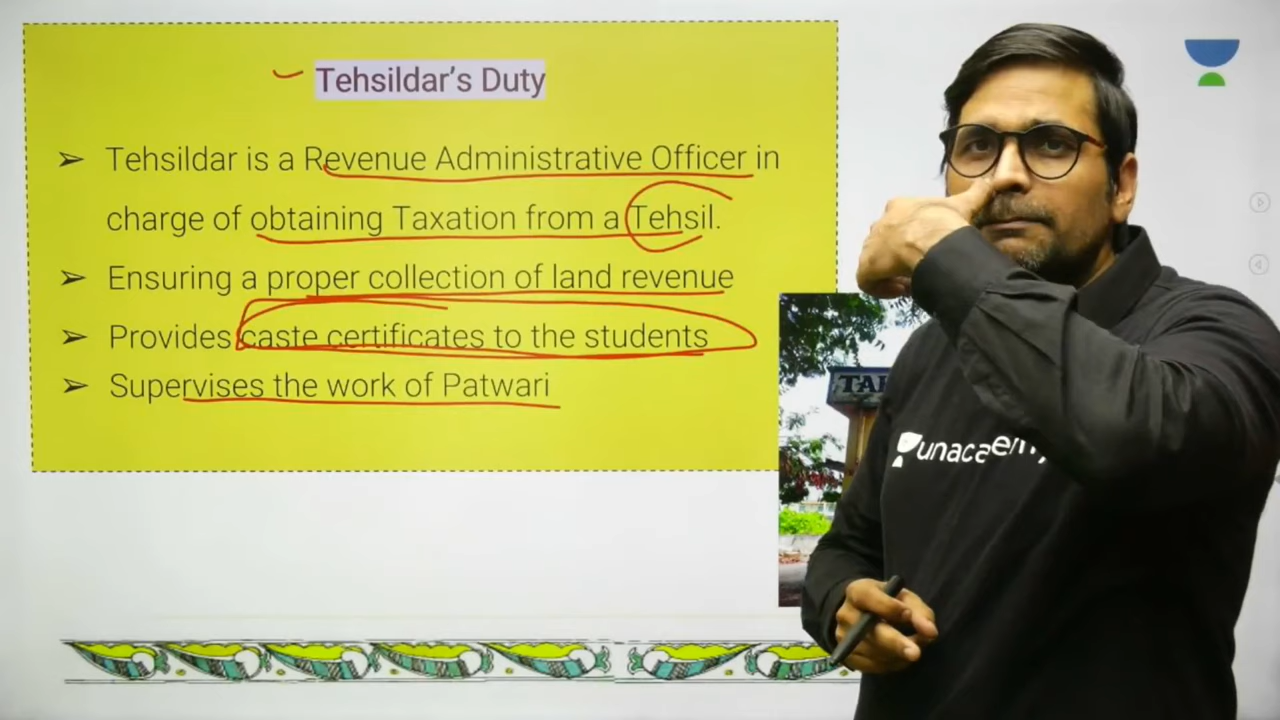 Tehsildar's Duty
➢ Tehsildar is a Revenue Administrative Officer in
charge of obtaining Taxation from a Tehsil.
➢ Ensuring a proper collection of land revenue
➢ Provides caste certificates to the students
➢ Supervises the work of Patwari
unacademy